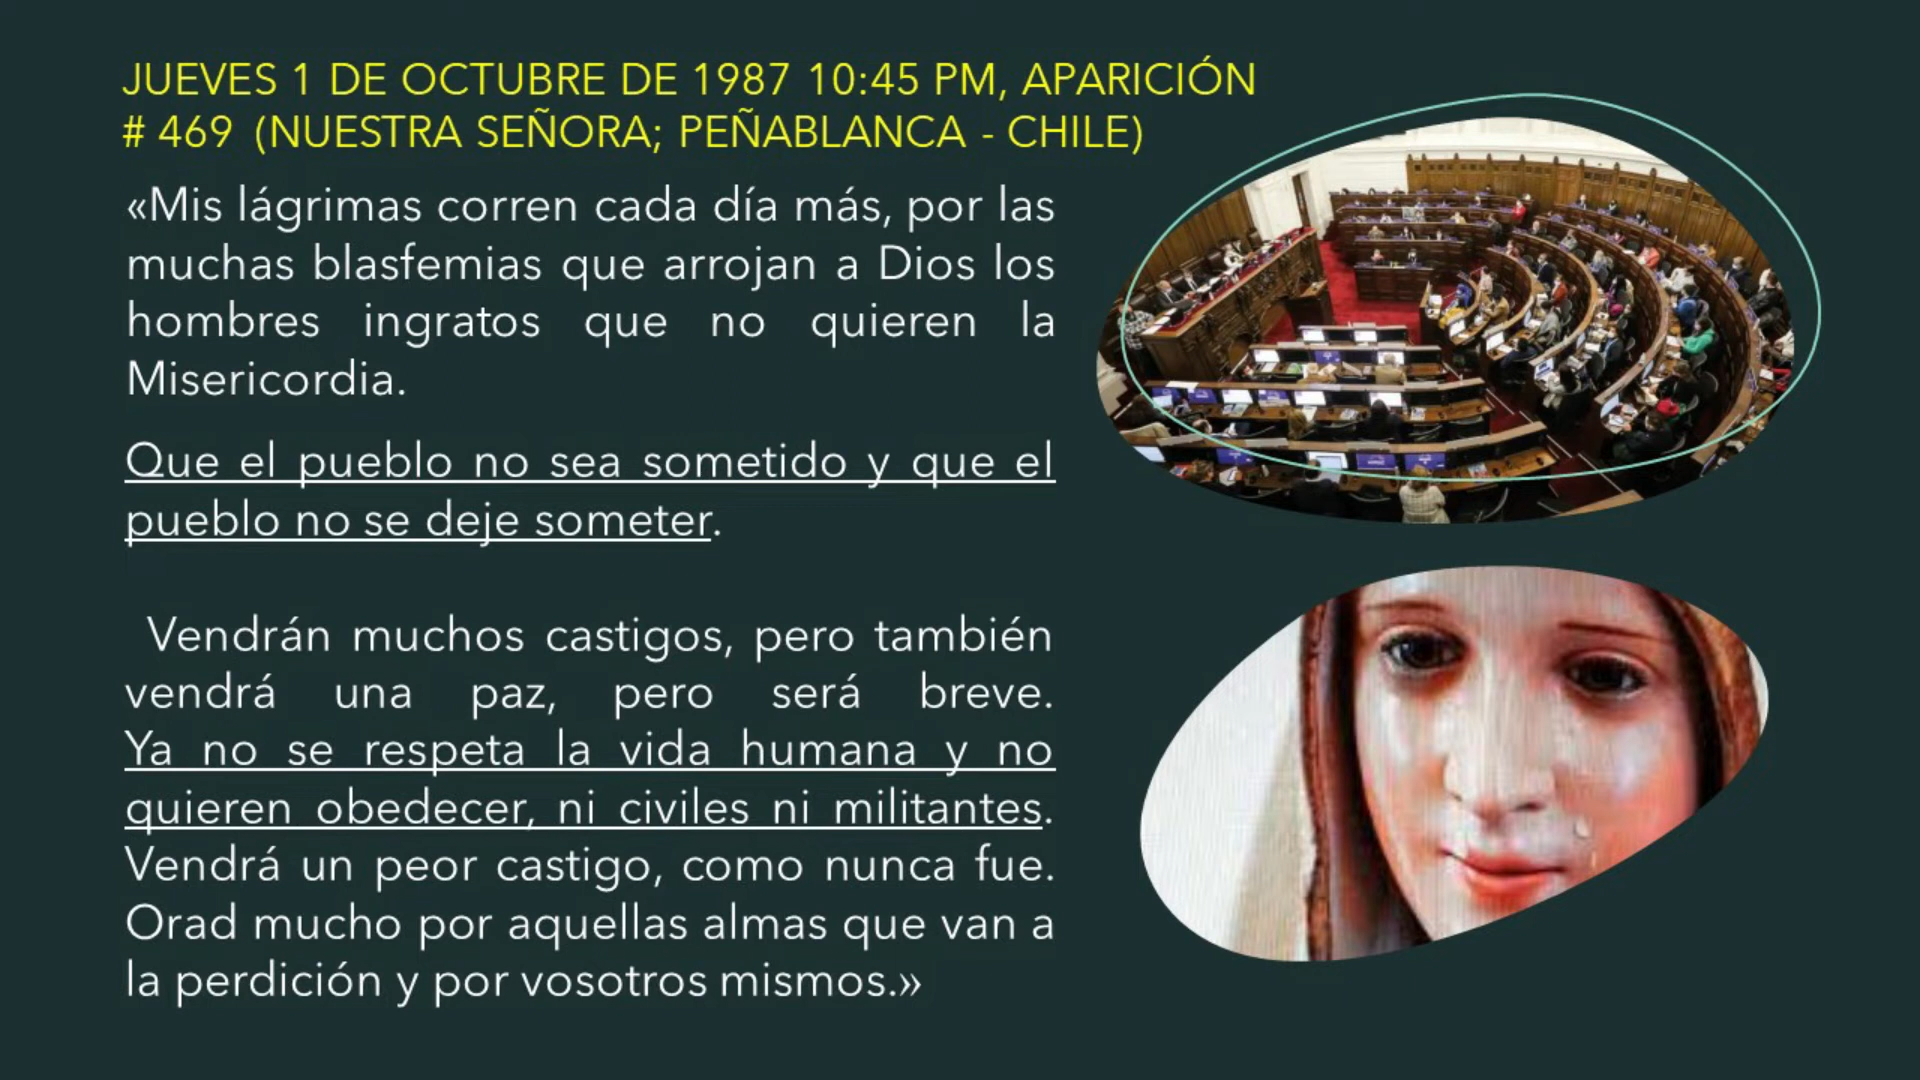 JUEVES 1 DE OCTUBRE DE 1987 10:45 PM, APARICIÓN
# 469 (NUESTRA SEÑORA; PEÑABLANCA - CHILE)
«Mis lágrimas corren cada día más, por las
muchas blasfemias que arrojan a Dios los
hombres ingratos que no quieren la
Misericordia.
Que el pueblo no sea sometido y que el
pueblo no se deje someter.
Vendrán muchos castigos, pero también
vendrá una paz, pero será breve.
Ya no se respeta la vida humana y no
quieren obedecer, ni civiles ni militantes.
Vendrá un peor castigo, como nunca fue.
Orad mucho por aquellas almas que van a
la perdición y por vosotros mismos.»